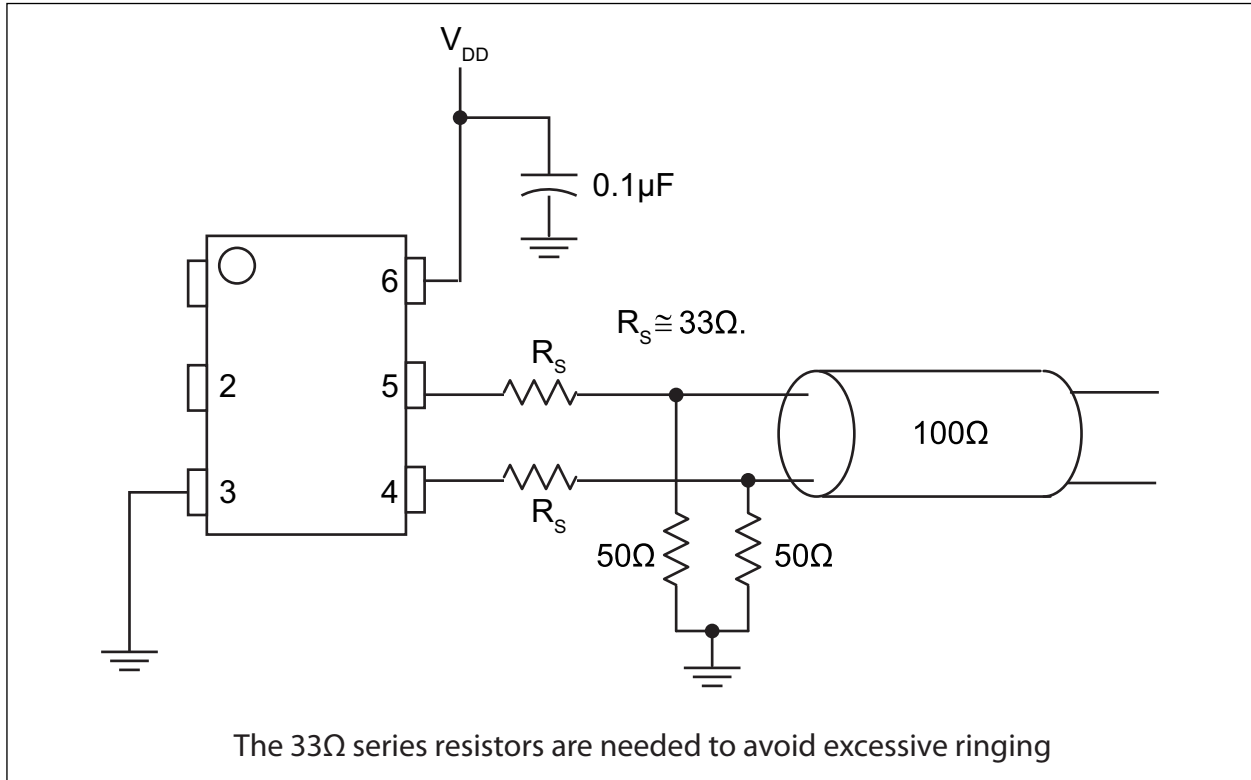 V_DD
0.1µF
6
R_S ≅ 33Ω.
R_S
2
5
100Ω
3
4
R_S
50Ω
50Ω
The 33Ω series resistors are needed to avoid excessive ringing